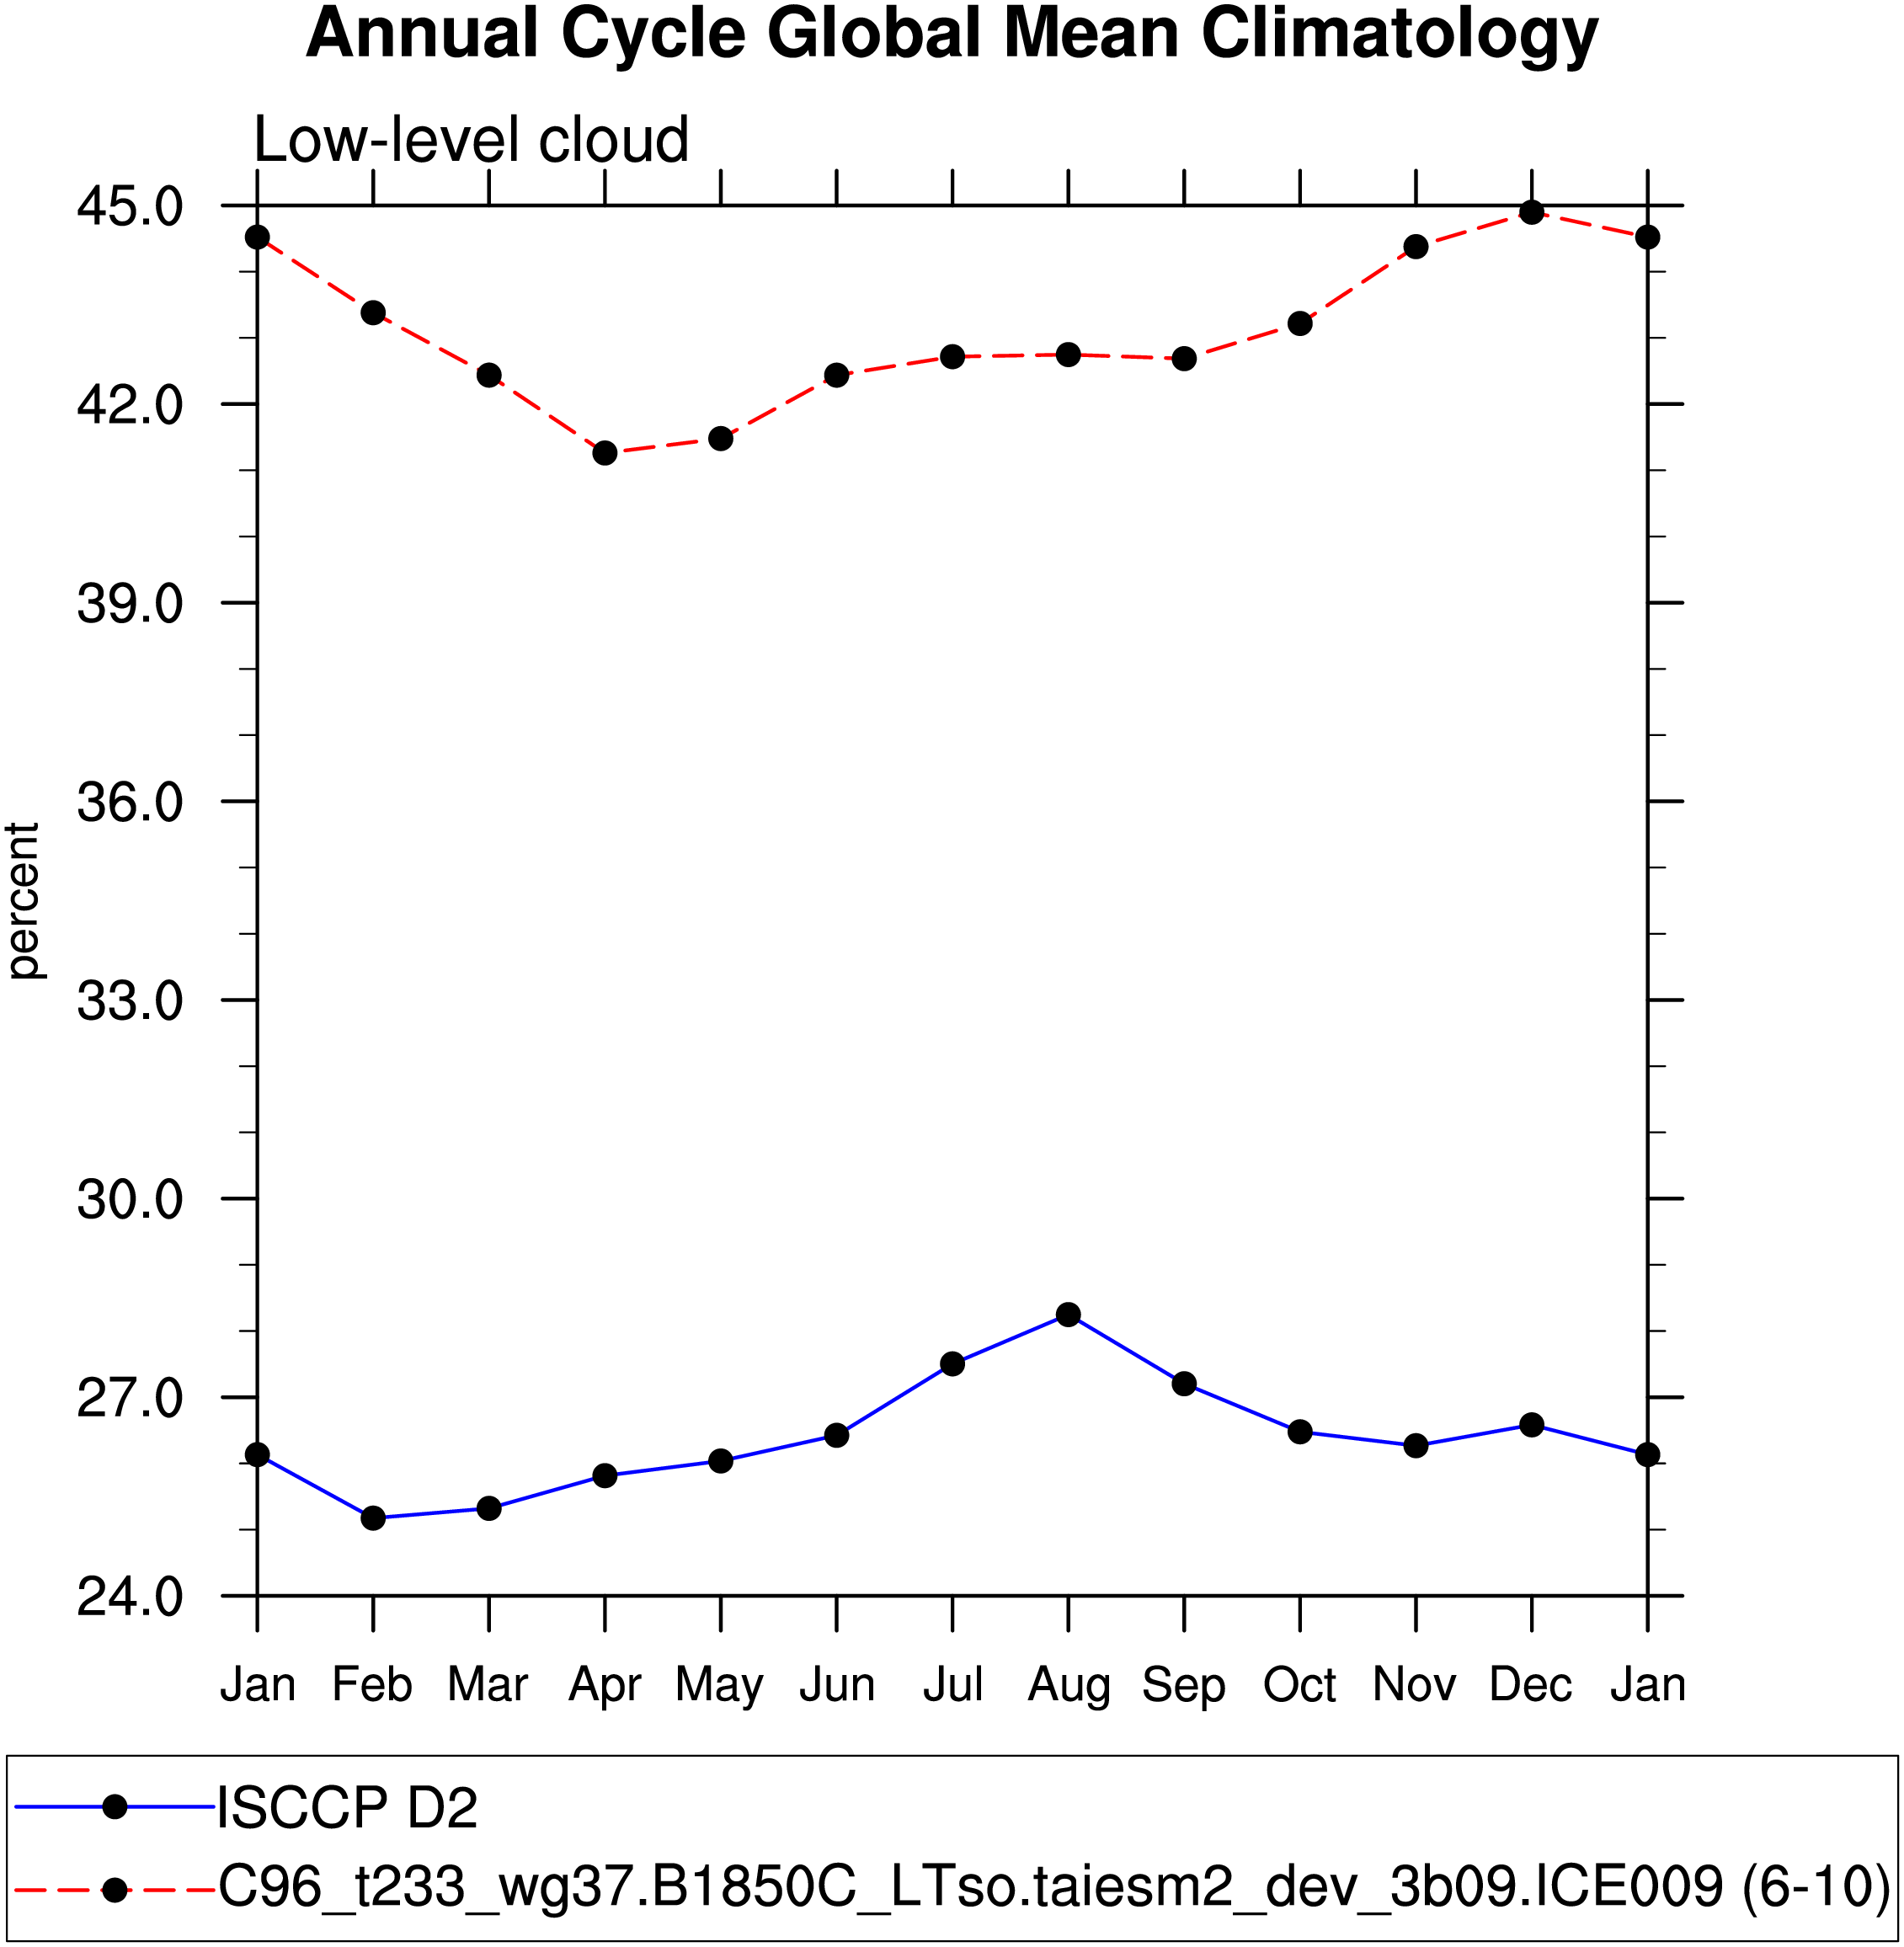 Annual Cycle Global Mean Climatology
Low-level cloud
45.0
42.0
39.0
36.0
33.0
30.0
27.0
24.0
percent
Jan Feb Mar Apr May Jun Jul Aug Sep Oct Nov Dec Jan
ISCCP D2
C96_t233_wg37.B1850C_LTso.taiesm2_dev_3b09.ICE009 (6-10)